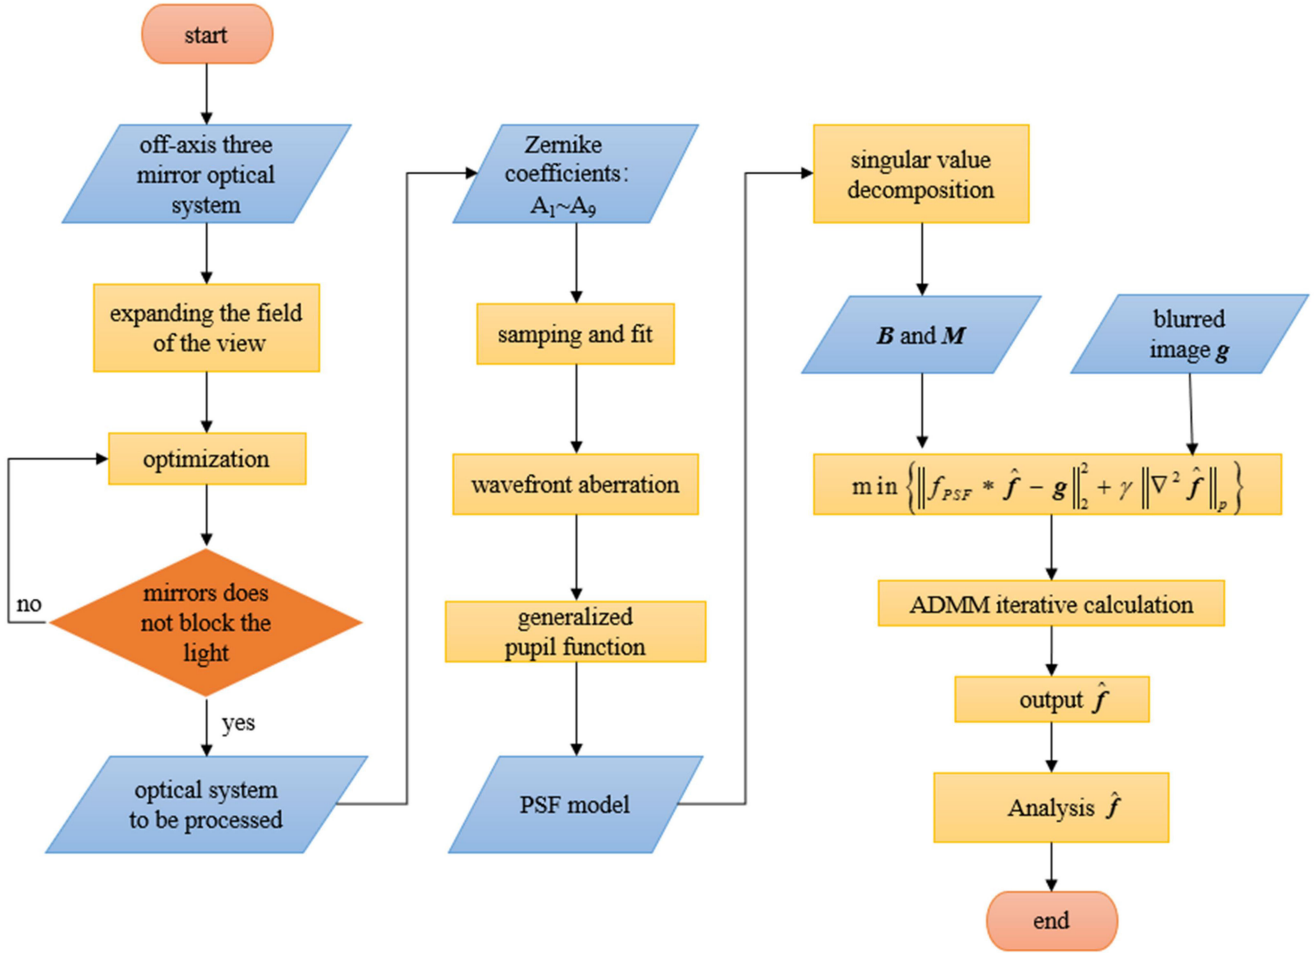 start
off-axis three
mirror optical
system
expanding the field
of the view
optimization
mirrors does
not block the
light
no
yes
optical system
to be processed
Zernike
coefficients:
A₁~A₉
samping and fit
wavefront aberration
generalized
pupil function
PSF model
singular value
decomposition
B and M
blurred
image g
min{‖f_PSF * f̂ − g‖₂² + γ‖∇² f̂‖_p}
ADMM iterative calculation
output f̂
Analysis f̂
end